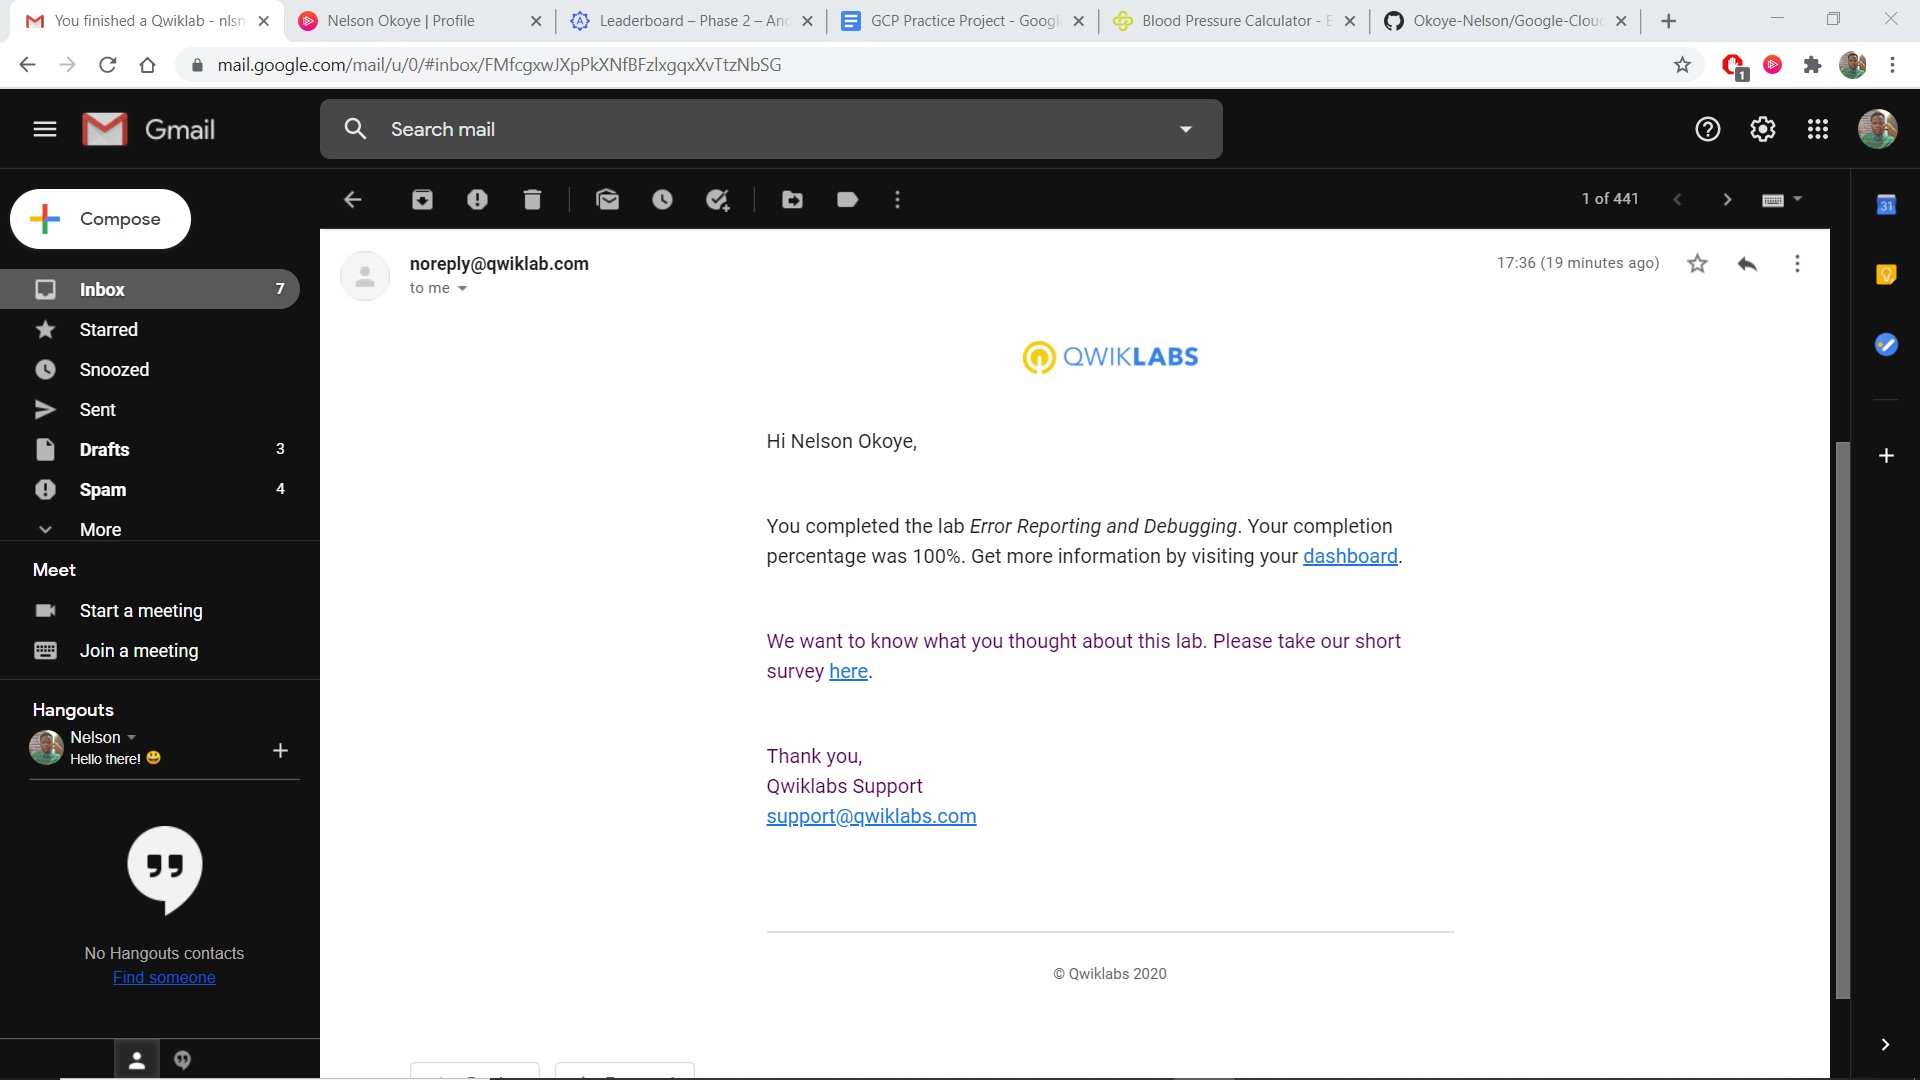 You finished a Qwiklab - nlsn
Nelson Okoye | Profile
Leaderboard – Phase 2 – And
GCP Practice Project - Google
Blood Pressure Calculator - E
Okoye-Nelson/Google-Cloud
mail.google.com/mail/u/0/#inbox/FMfcgxwJXpPkXNfBFzlxgqxXvTtzNbSG
1
Gmail
Search mail
Compose
1 of 441
31
Inbox 7
Starred
Snoozed
Sent
Drafts 3
Spam 4
More
Meet
Start a meeting
Join a meeting
Hangouts
Nelson
Hello there! 😃
No Hangouts contacts
Find someone
noreply@qwiklab.com
to me
17:36 (19 minutes ago)
QWIKLABS
Hi Nelson Okoye,
You completed the lab Error Reporting and Debugging. Your completion
percentage was 100%. Get more information by visiting your dashboard.
We want to know what you thought about this lab. Please take our short
survey here.
Thank you,
Qwiklabs Support
support@qwiklabs.com
© Qwiklabs 2020